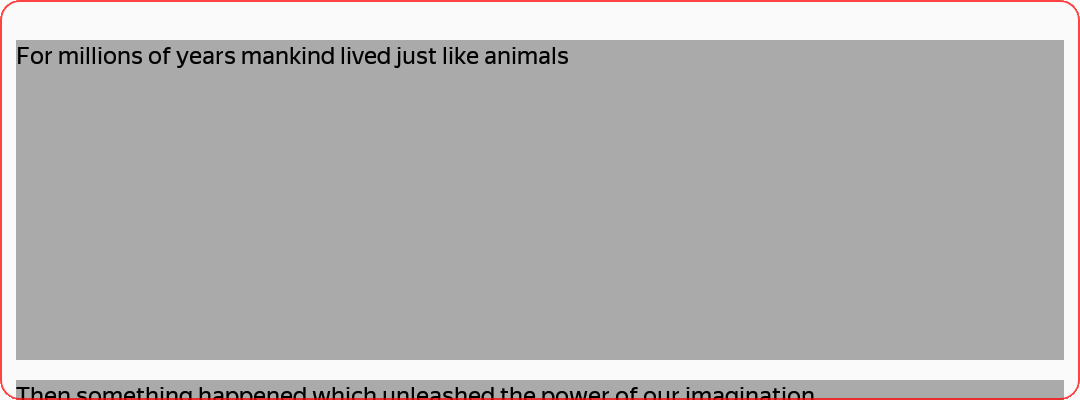 For millions of years mankind lived just like animals
Then something happened which unleashed the power of our imagination